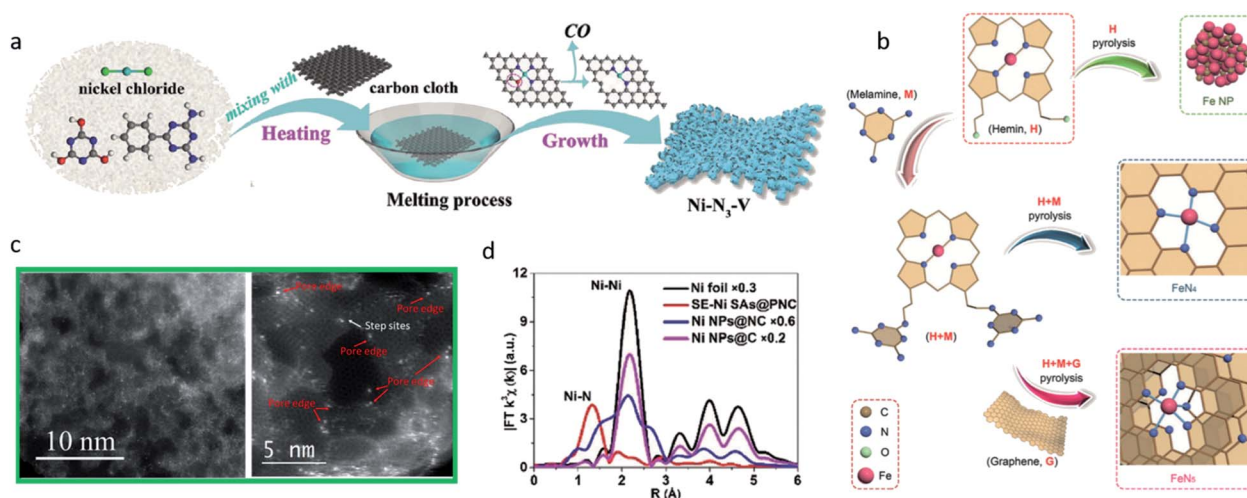 a
nickel chloride
mixing with
Heating
carbon cloth
Melting process
CO
Growth
Ni-N₃-V
b
(Melamine, M)
(Hemin, H)
H
pyrolysis
Fe NP
H+M
pyrolysis
FeN₄
(H+M)
H+M+G
pyrolysis
(Graphene, G)
FeN₅
C
N
O
Fe
c
10 nm
Pore edge
Pore edge
Step sites
Pore edge
Pore edge
Pore edge
Pore edge
5 nm
d
|FT k³χ (k)| (a.u.)
12
9
6
3
0
Ni-Ni
Ni-N
Ni foil ×0.3
SE-Ni SAs@PNC
Ni NPs@NC ×0.6
Ni NPs@C ×0.2
0 1 2 3 4 5 6
R (Å)